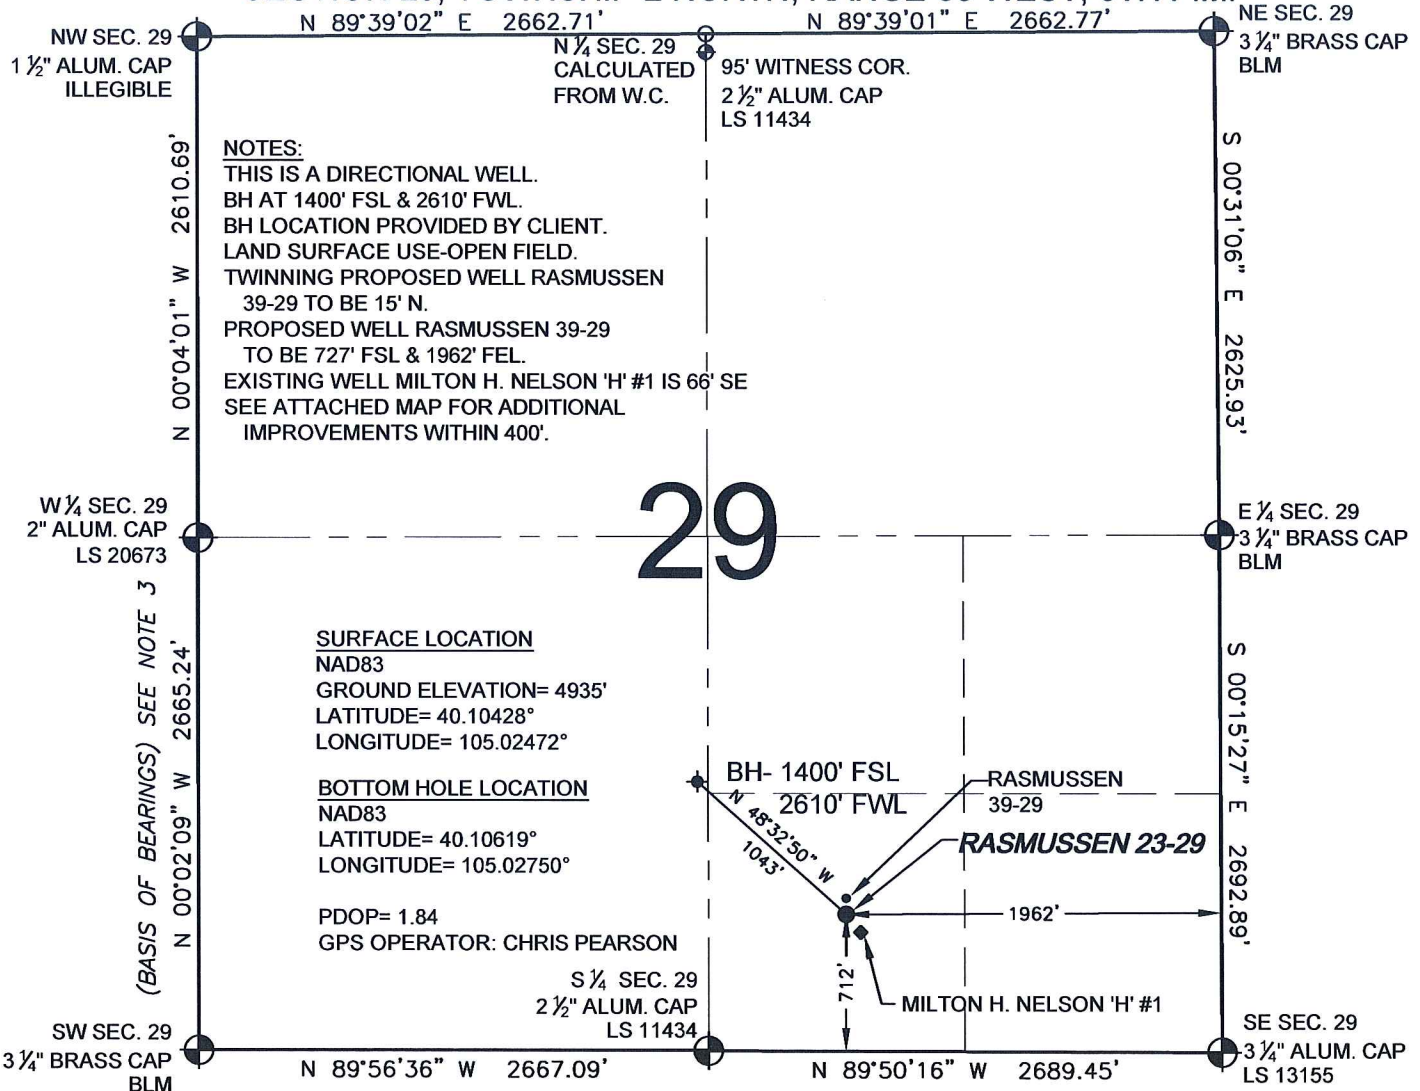 N 89°39'02" E 2662.71'
N 89°39'01" E 2662.77'
NW SEC. 29
1 ½" ALUM. CAP
ILLEGIBLE
N ¼ SEC. 29
CALCULATED
FROM W.C.
95' WITNESS COR.
2 ½" ALUM. CAP
LS 11434
NE SEC. 29
3 ¼" BRASS CAP
BLM
NOTES:
THIS IS A DIRECTIONAL WELL.
BH AT 1400' FSL & 2610' FWL.
BH LOCATION PROVIDED BY CLIENT.
LAND SURFACE USE-OPEN FIELD.
TWINNING PROPOSED WELL RASMUSSEN
39-29 TO BE 15' N.
PROPOSED WELL RASMUSSEN 39-29
TO BE 727' FSL & 1962' FEL.
EXISTING WELL MILTON H. NELSON 'H' #1 IS 66' SE
SEE ATTACHED MAP FOR ADDITIONAL
IMPROVEMENTS WITHIN 400'.
N 00°04'01" W 2610.69'
S 00°31'06" E 2625.93'
W ¼ SEC. 29
2" ALUM. CAP
LS 20673
29
E ¼ SEC. 29
3 ¼" BRASS CAP
BLM
(BASIS OF BEARINGS) SEE NOTE 3
N 00°02'09" W 2665.24'
SURFACE LOCATION
NAD83
GROUND ELEVATION= 4935'
LATITUDE= 40.10428°
LONGITUDE= 105.02472°
BOTTOM HOLE LOCATION
NAD83
LATITUDE= 40.10619°
LONGITUDE= 105.02750°
PDOP= 1.84
GPS OPERATOR: CHRIS PEARSON
BH- 1400' FSL
2610' FWL
N 48°32'50" W
1043'
RASMUSSEN
39-29
RASMUSSEN 23-29
1962'
712'
MILTON H. NELSON 'H' #1
S 00°15'27" E 2692.89'
S ¼ SEC. 29
2 ½" ALUM. CAP
LS 11434
SW SEC. 29
3 ¼" BRASS CAP
BLM
N 89°56'36" W 2667.09'
N 89°50'16" W 2689.45'
SE SEC. 29
3 ¼" ALUM. CAP
LS 13155